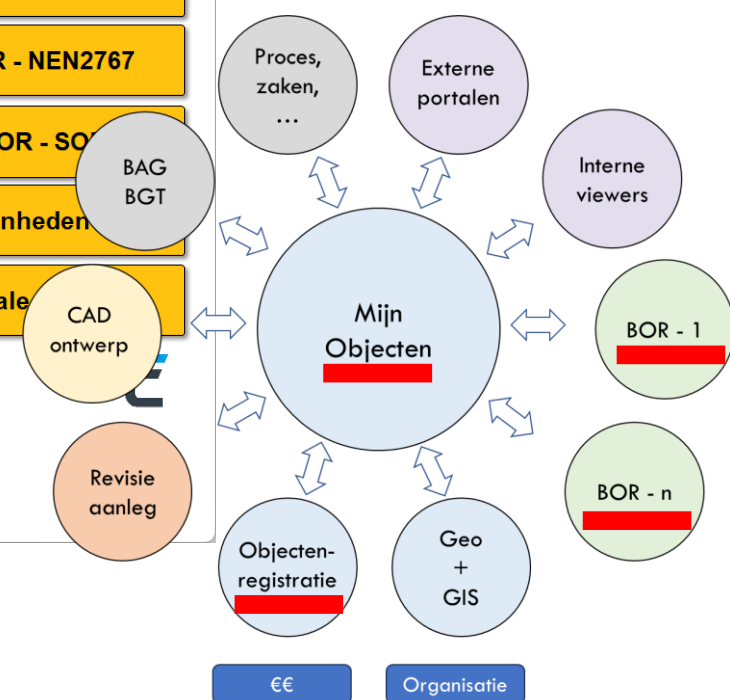 R - NEN2767
OR - SO
nheden
ale
Proces,
zaken,
...
Externe
portalen
BAG
BGT
Interne
viewers
CAD
ontwerp
Mijn
Objecten
BOR - 1
Revisie
aanleg
BOR - n
Objecten-
registratie
Geo
+
GIS
€€
Organisatie